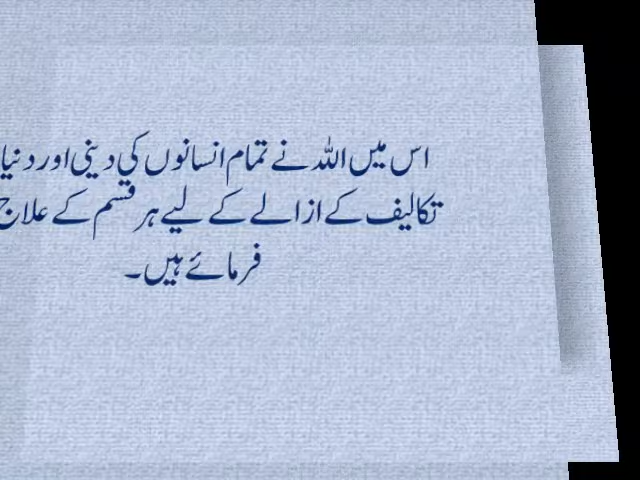 اس میں اللہ نے تمام انسانوں کی دینی اور دنیا
تکالیف کے ازالے کے لیے ہر قسم کے علاج
فرمائے ہیں۔